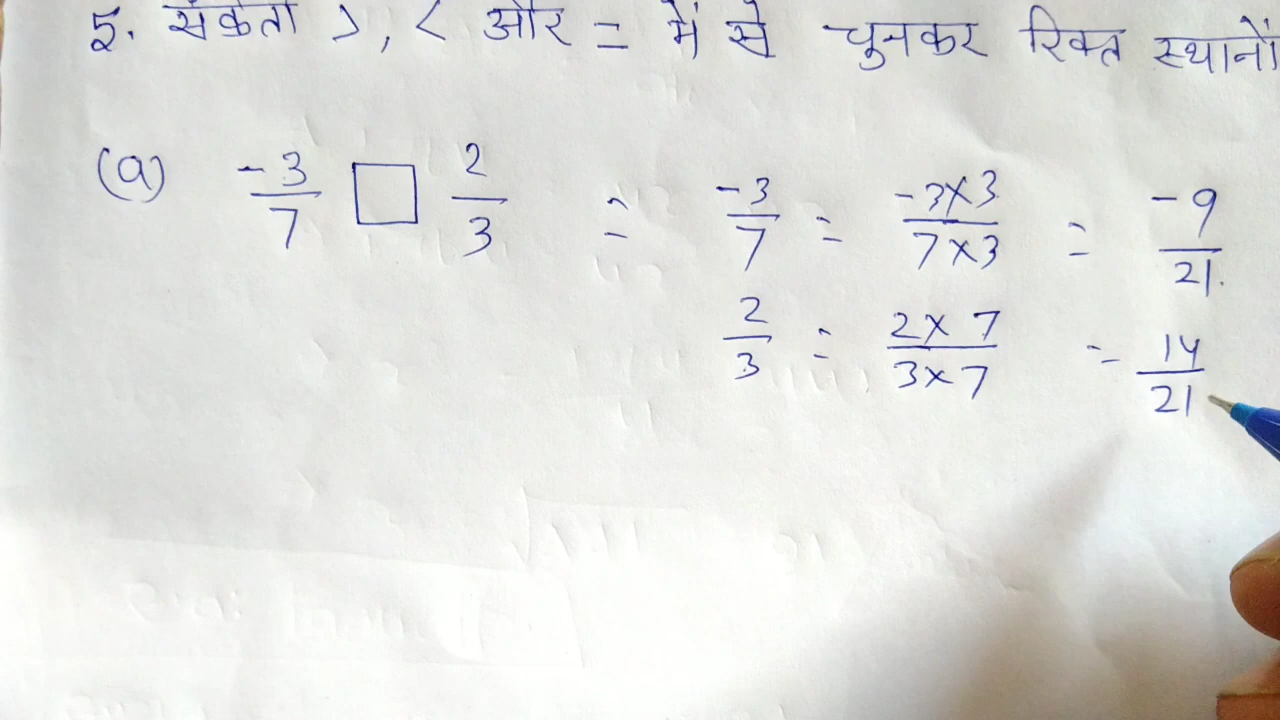 5. संकेतों >, < और = में से चुनकर रिक्त स्थानों
(a) -3/7 □ 2/3 = -3/7 = -3×3/7×3 = -9/21.
2/3 = 2×7/3×7 = 14/21